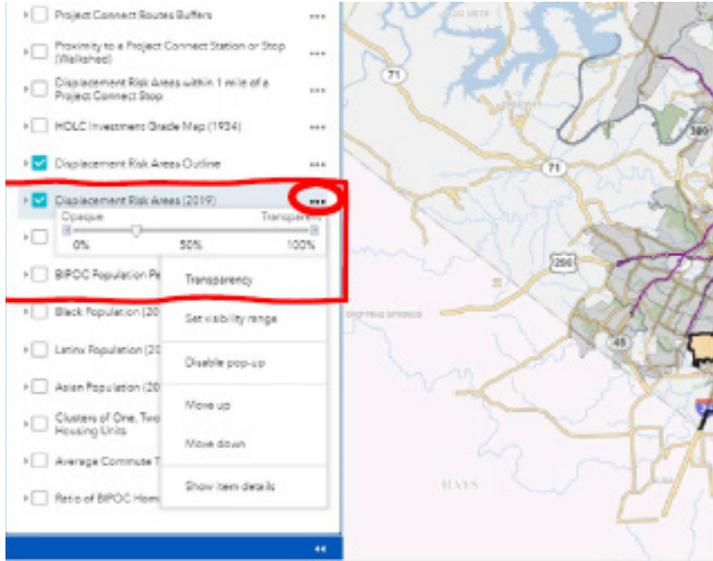 Project Connect Routes Buffers
Proximity to a Project Connect Station or Stop
(Walkshed)
Displacement Risk Areas within 1 mile of a
Project Connect Stop
HOLC Investment Grade Map (1934)
Displacement Risk Areas Outline
Displacement Risk Areas (2019)
Opaque Transparent
0% 50% 100%
BIPOC Population Pe
Transparency
Black Population (20
Set visibility range
Latinx Population (20
Disable pop-up
Asian Population (20
Move up
Clusters of One, Two
Housing Units
Move down
Average Commute T
Show item details
Ratio of BIPOC Hom
71
71
290
45
DRIPPING SPRINGS
HAYS